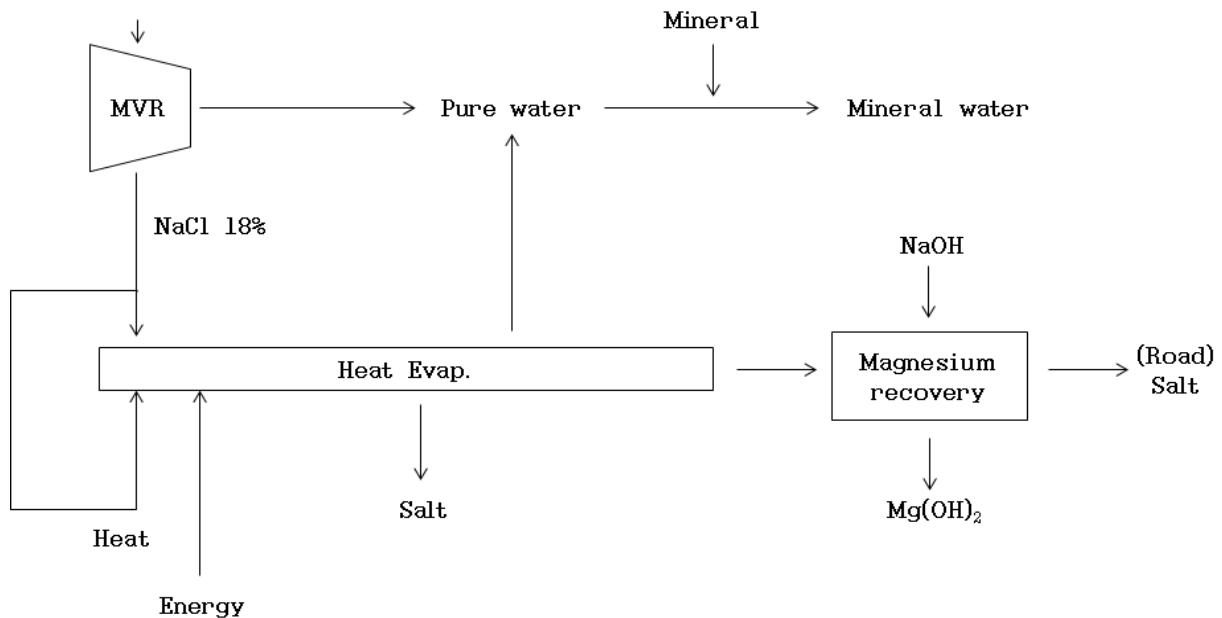 Mineral
MVR
Pure water
Mineral water
NaCl 18%
NaOH
Heat Evap.
Magnesium
recovery
(Road)
Salt
Salt
Mg(OH)₂
Heat
Energy